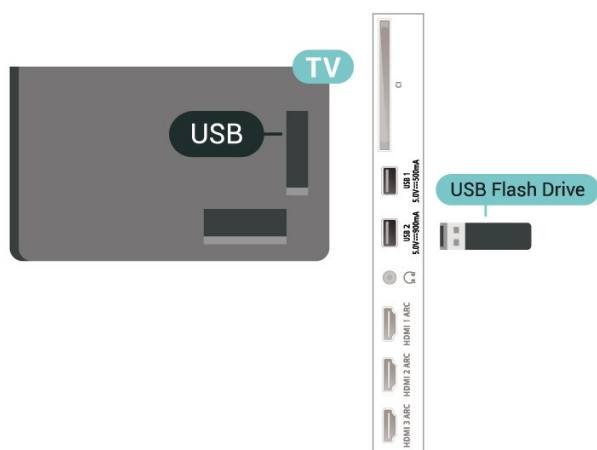 TV
USB
CI
USB 1
5.0V⎓500mA
USB Flash Drive
USB 2
5.0V⎓900mA
HDMI 1 ARC
HDMI 2 ARC
HDMI 3 ARC